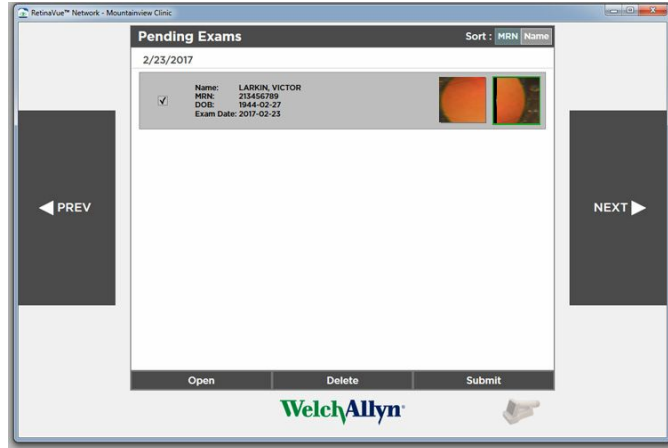 RetinaVue™ Network - Mountainview Clinic
Pending Exams Sort : MRN Name
2/23/2017
Name: LARKIN, VICTOR
MRN: 213456789
DOB: 1944-02-27
Exam Date: 2017-02-23
PREV
NEXT
Open Delete Submit
WelchAllyn